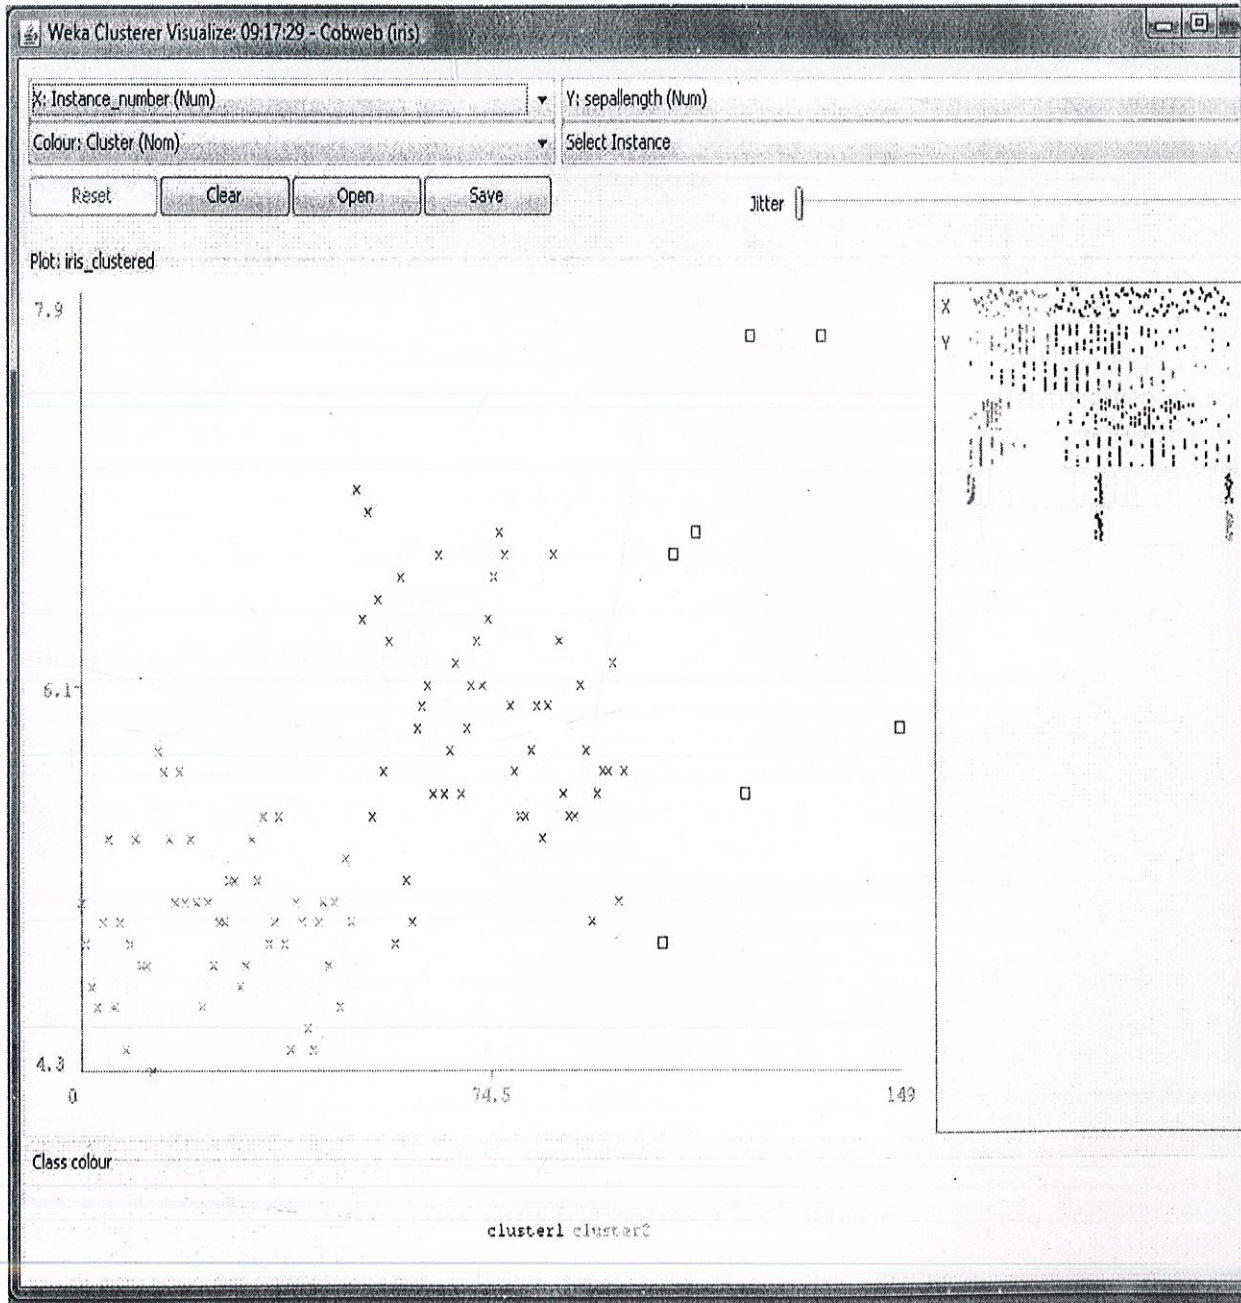 Weka Clusterer Visualize: 09:17:29 - Cobweb (iris)
X: Instance_number (Num) Y: sepallength (Num)
Colour: Cluster (Nom) Select Instance
Reset Clear Open Save Jitter
Plot: iris_clustered
7.9
X
Y
6.1
4.3
0 74.5 149
Class colour
cluster1 cluster2